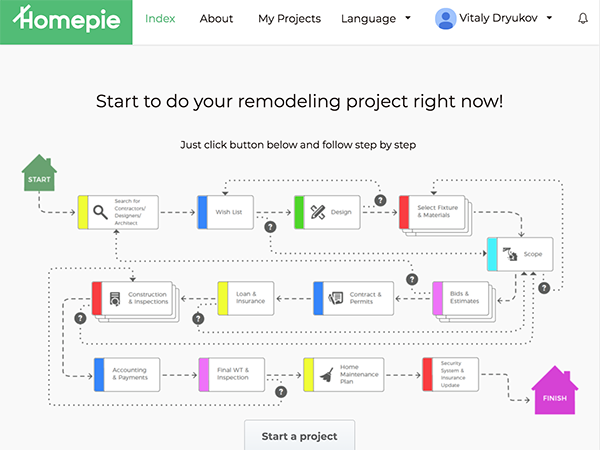 Homepie
Index
About
My Projects
Language
Vitaly Dryukov
Start to do your remodeling project right now!
Just click button below and follow step by step
START
Search for
Contractors/
Designers/
Architect
Wish List
Design
?
Select Fixture
& Materials
?
?
Scope
?
?
Construction
& Inspections
Loan &
Insurance
Contract &
Permits
Bids &
Estimates
?
?
Accounting
& Payments
Final WT &
Inspection
Home
Maintenance
Plan
Security
System &
Insurance
Update
?
FINISH
Start a project